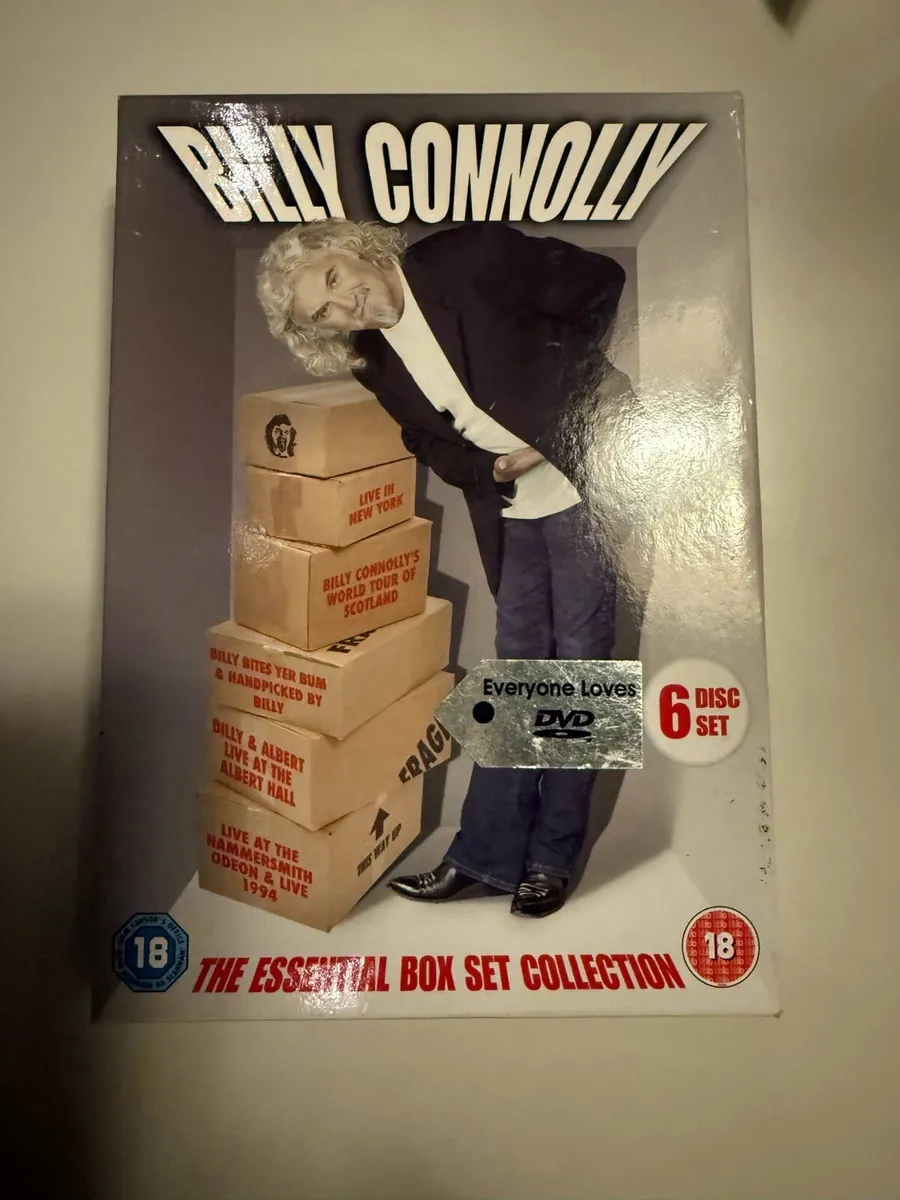 BILLY CONNOLLY
LIVE IN
NEW YORK
BILLY CONNOLLY'S
WORLD TOUR OF
SCOTLAND
BILLY BITES YER BUM
& HANDPICKED BY
BILLY
BILLY & ALBERT
LIVE AT THE
ALBERT HALL
FRAGI
LIVE AT THE
HAMMERSMITH
ODEON & LIVE
1994
THIS WAY UP
Everyone Loves
DVD
6 DISC
SET
18
THE ESSENTIAL BOX SET COLLECTION
18